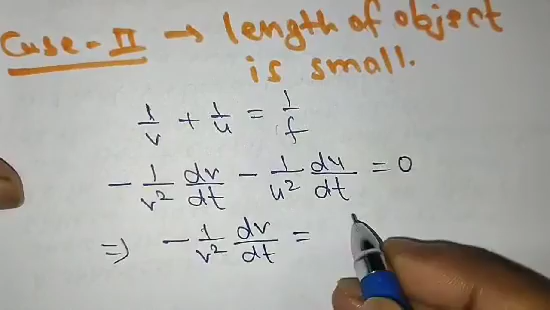 Case-II → length of object
is small.
1/v + 1/u = 1/f
- 1/v² dv/dt - 1/u² du/dt = 0
⇒ - 1/v² dv/dt =